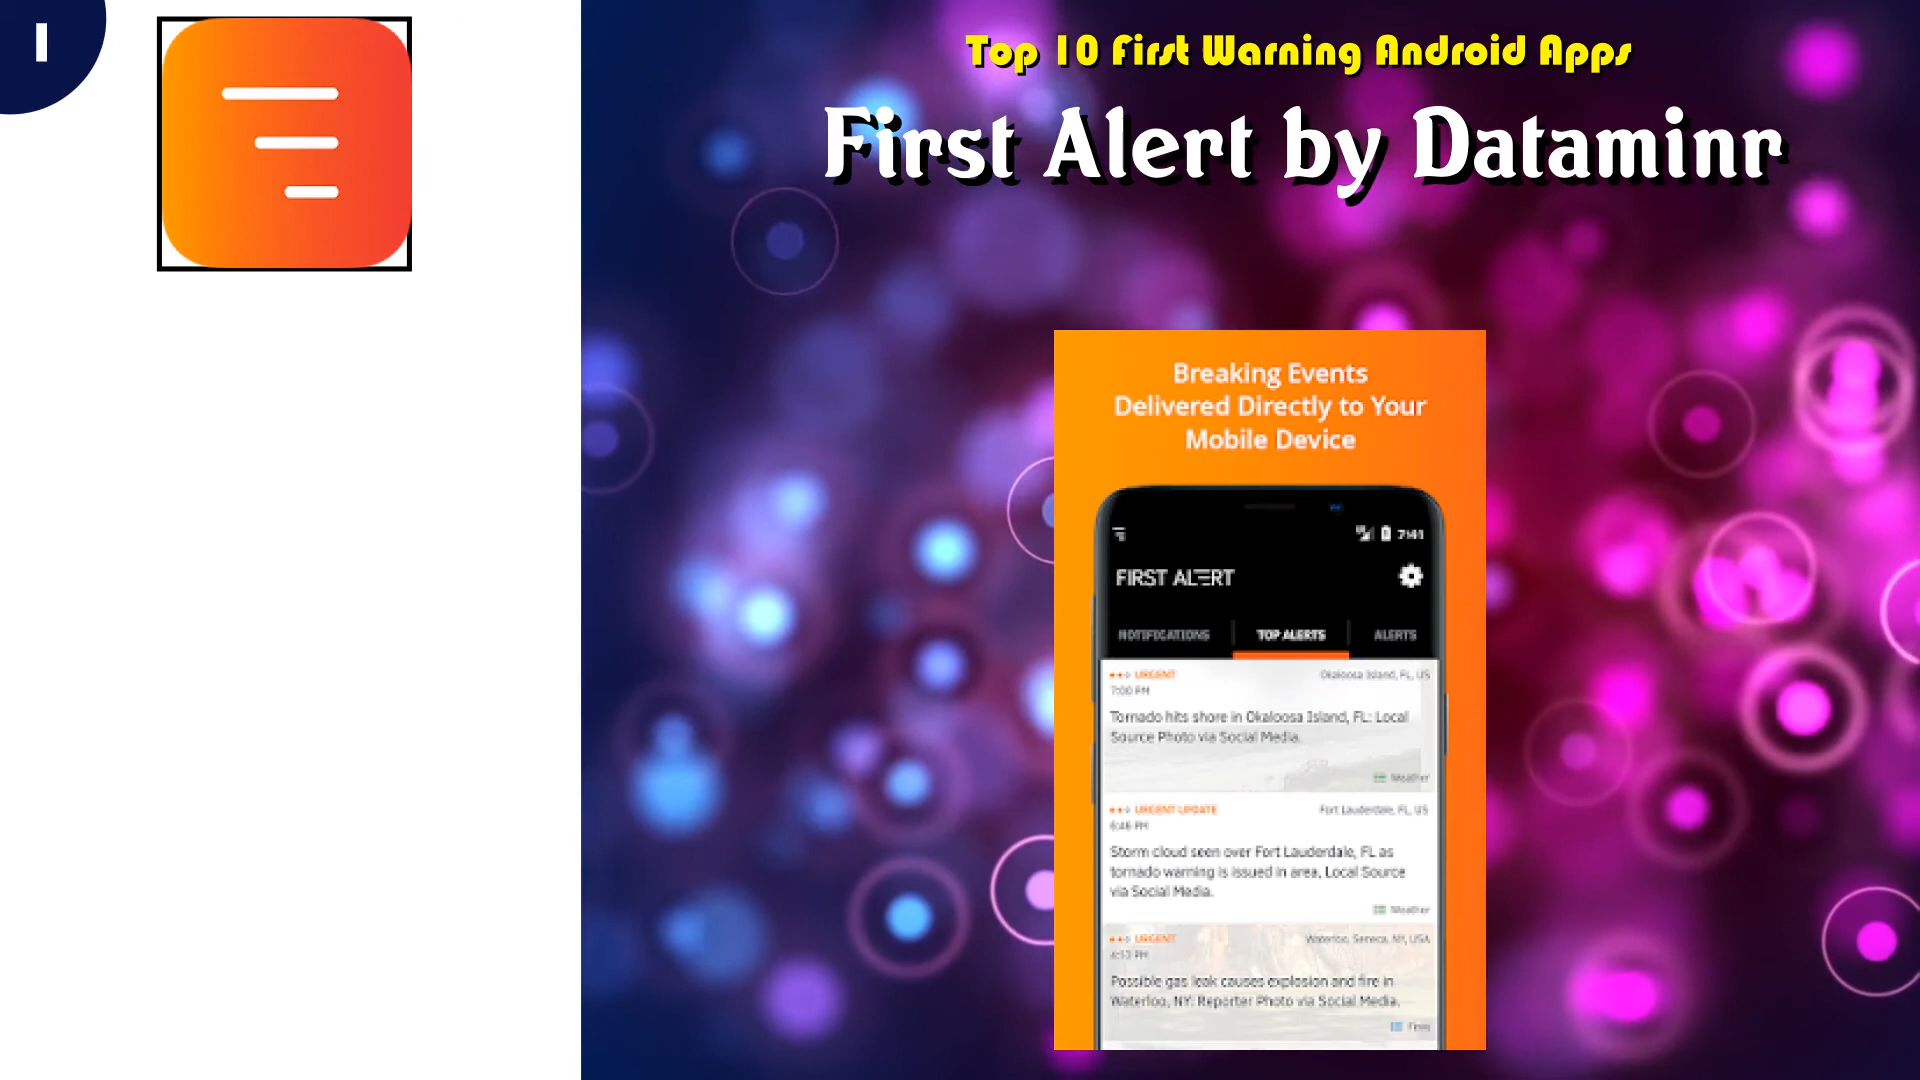 1
Top 10 First Warning Android Apps
First Alert by Dataminr
Breaking Events
Delivered Directly to Your
Mobile Device
7:41
FIRST ALERT
NOTIFICATIONS TOP ALERTS ALERTS
URGENT Okaloosa Island, FL, US
7:00 PM
Tornado hits shore in Okaloosa Island, FL: Local
Source Photo via Social Media.
Weather
URGENT UPDATE Fort Lauderdale, FL, US
6:46 PM
Storm cloud seen over Fort Lauderdale, FL as
tornado warning is issued in area, Local Source
via Social Media.
Weather
URGENT Waterloo, Seneca, NY, USA
4:53 PM
Possible gas leak causes explosion and fire in
Waterloo, NY: Reporter Photo via Social Media.
Fires